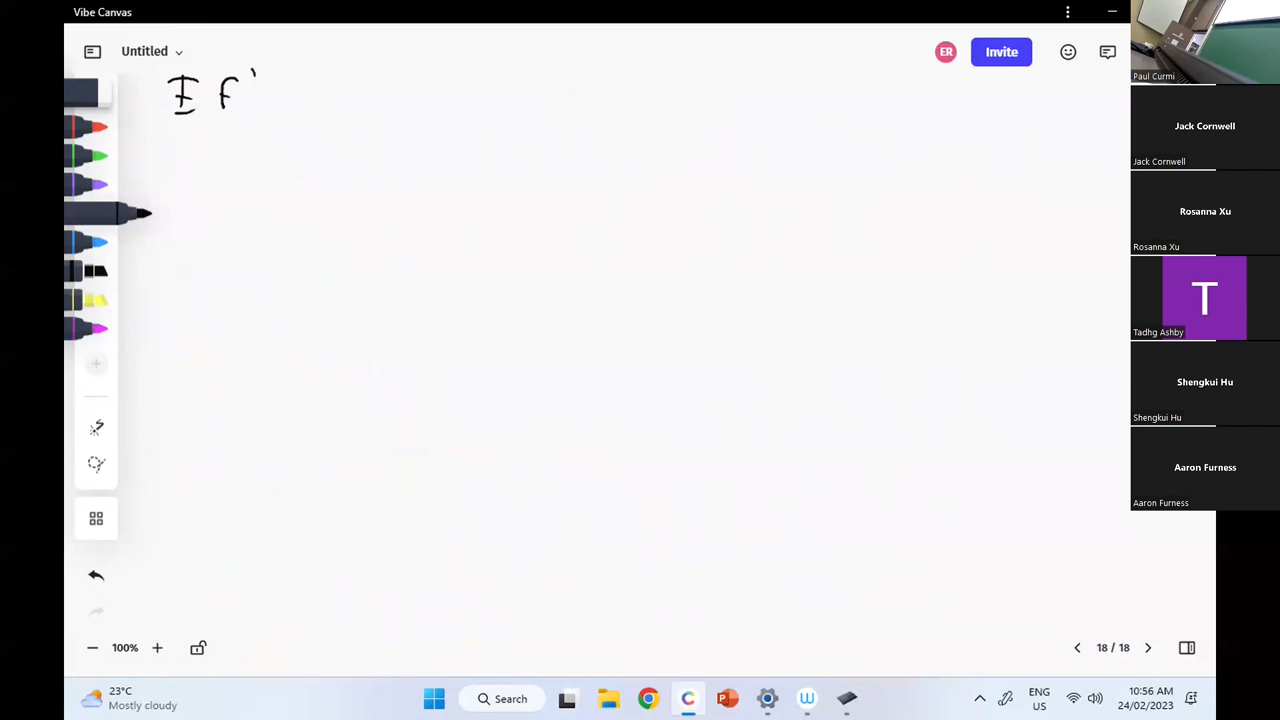 Vibe Canvas
Untitled
ER
Invite
If
100%
18 / 18
23°C
Mostly cloudy
Search
ENG
US
10:56 AM
24/02/2023
Paul Curmi
Jack Cornwell
Jack Cornwell
Rosanna Xu
Rosanna Xu
T
Tadhg Ashby
Shengkui Hu
Shengkui Hu
Aaron Furness
Aaron Furness